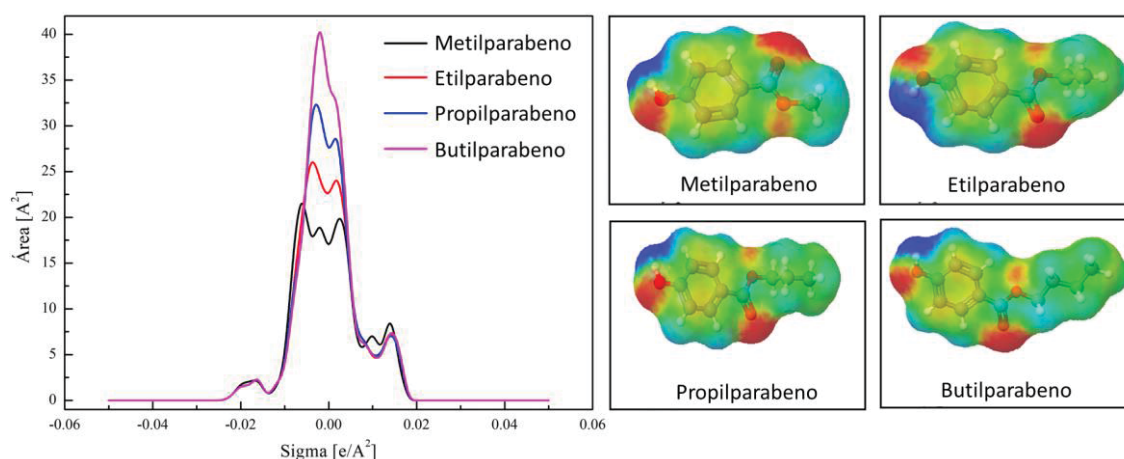 40
35
30
25
20
15
10
5
0
Área [A²]
-0.06
-0.04
-0.02
0.00
0.02
0.04
0.06
Sigma [e/A²]
Metilparabeno
Etilparabeno
Propilparabeno
Butilparabeno
Metilparabeno
Etilparabeno
Propilparabeno
Butilparabeno